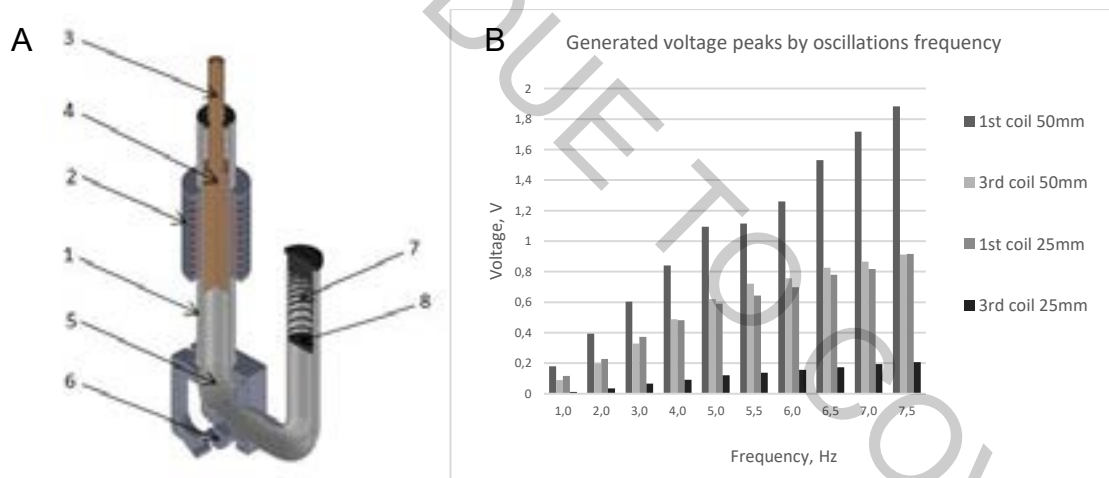 A
3
4
2
1
5
6
7
8
B
Generated voltage peaks by oscillations frequency
2
1,8
1,6
1,4
1,2
1
0,8
0,6
0,4
0,2
0
Voltage, V
1,0 2,0 3,0 4,0 5,0 5,5 6,0 6,5 7,0 7,5
Frequency, Hz
1st coil 50mm
3rd coil 50mm
1st coil 25mm
3rd coil 25mm
DUE TO COV